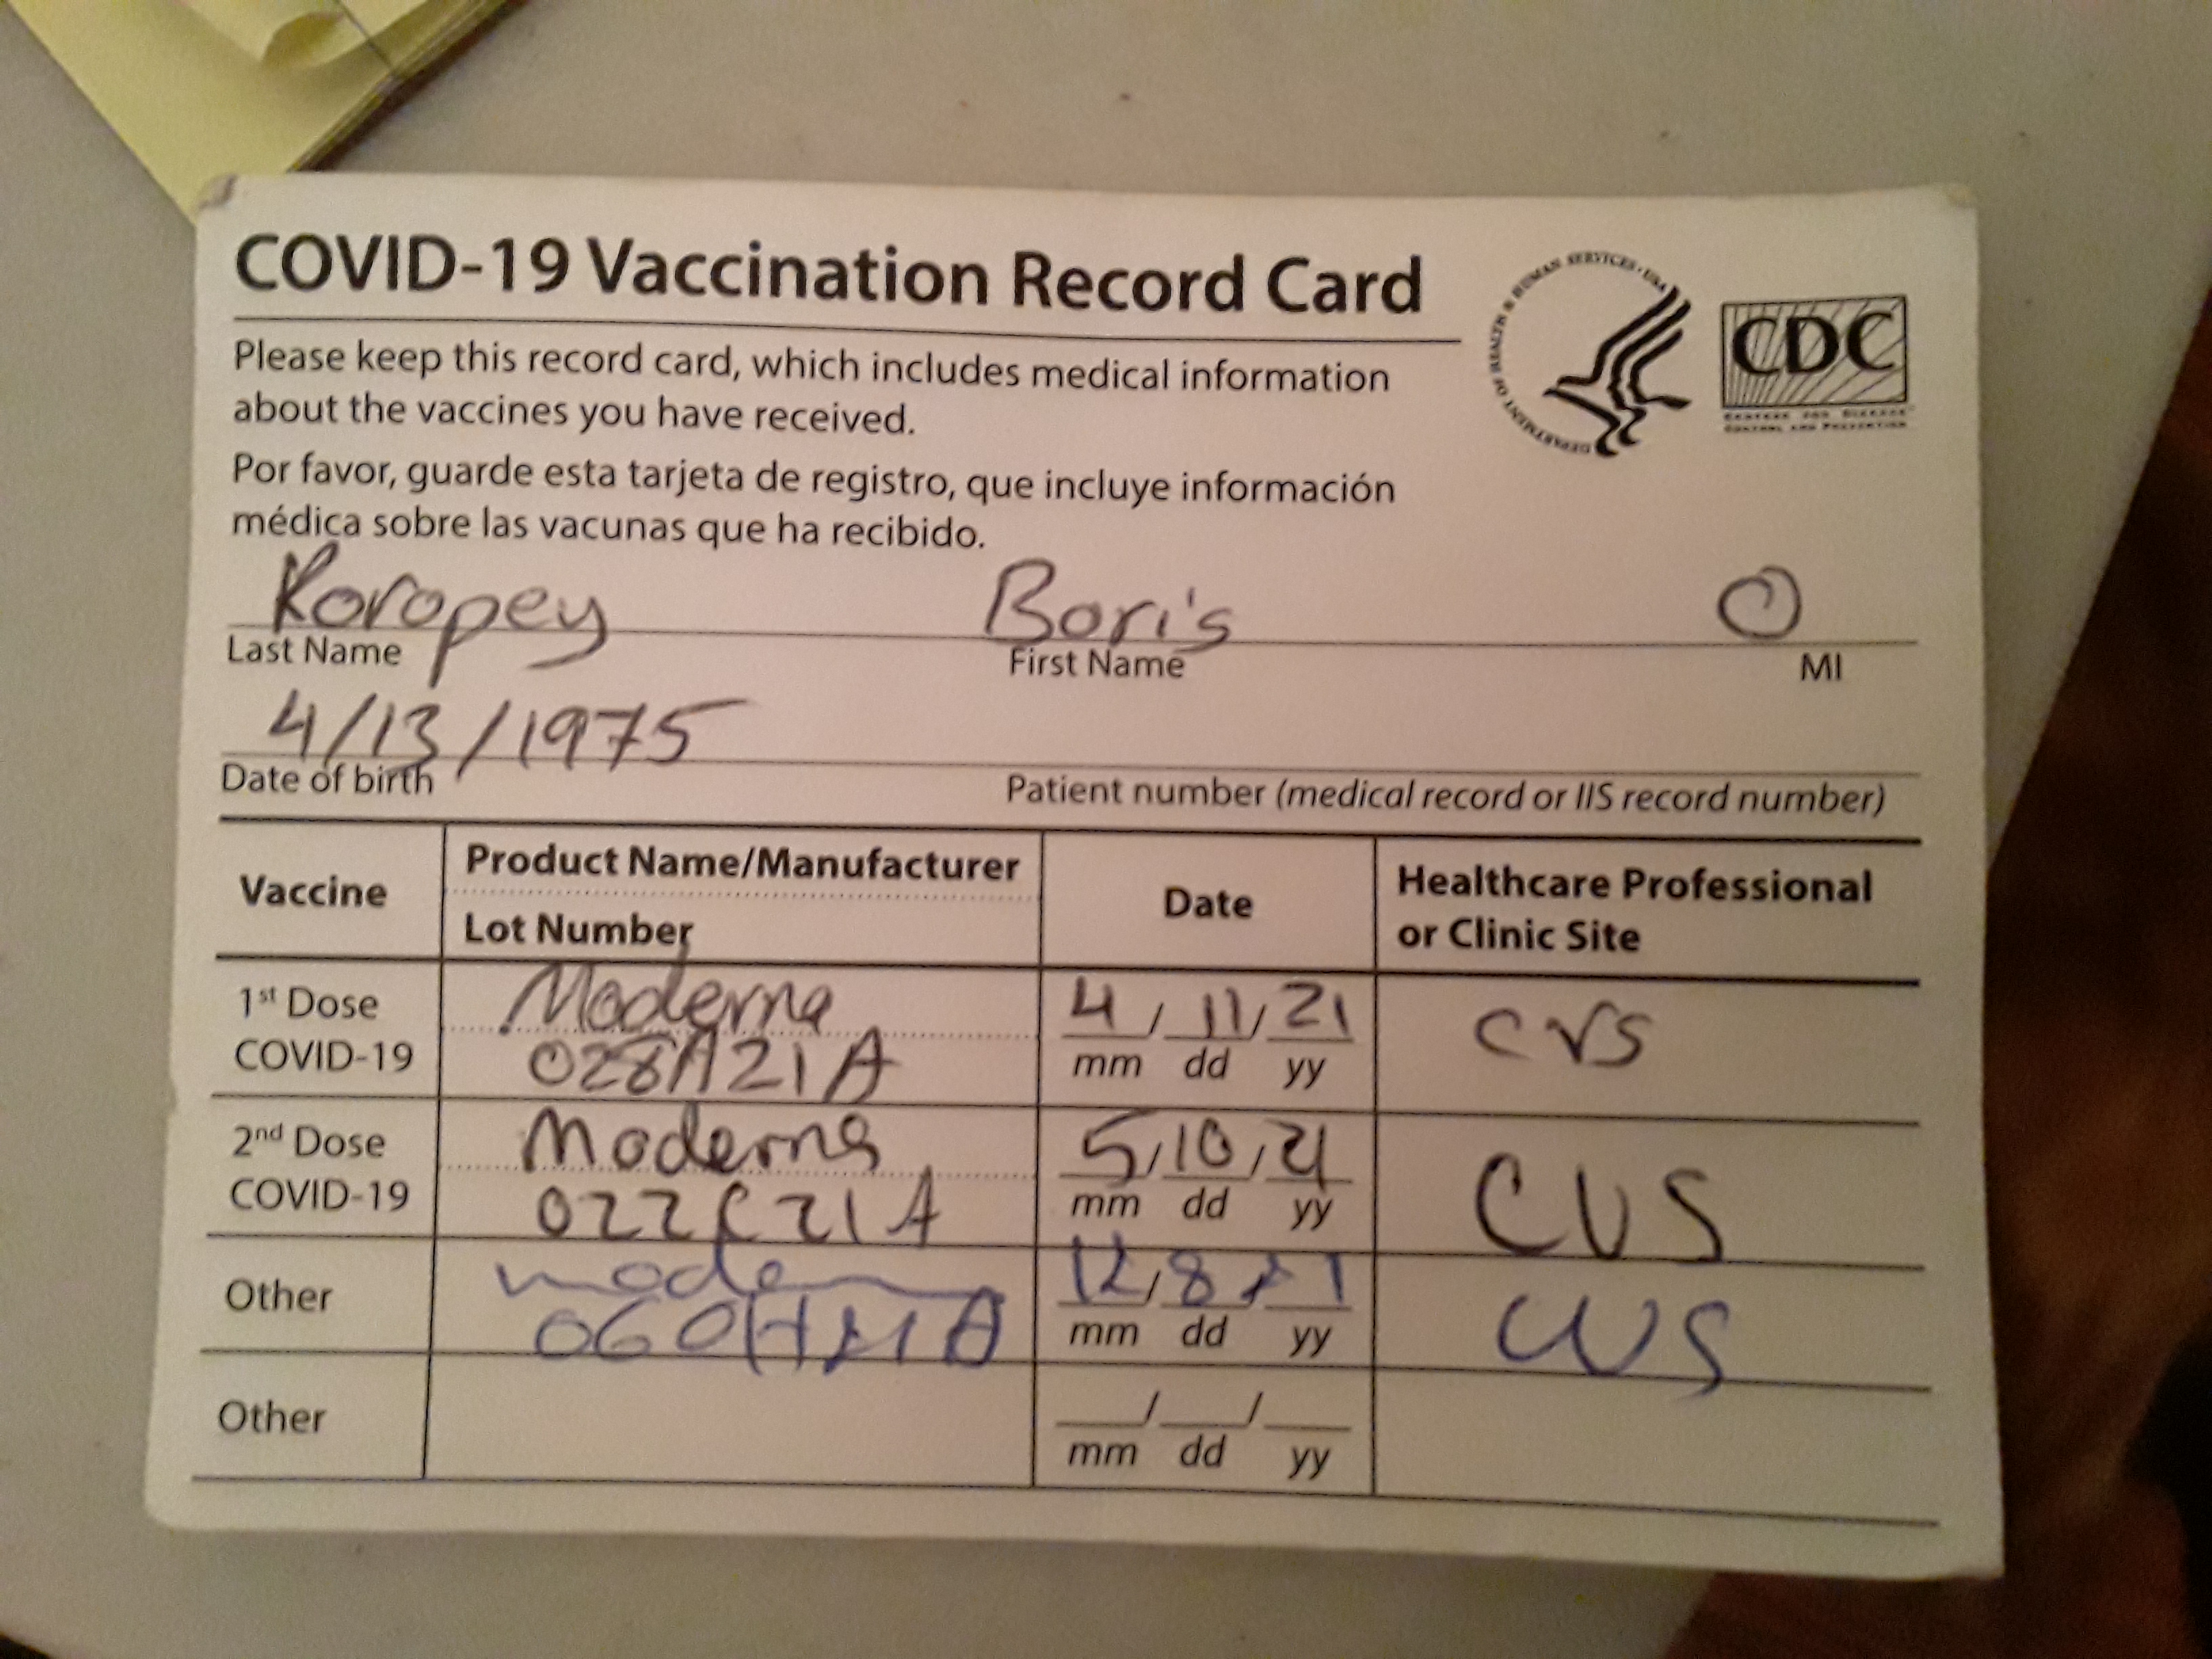 COVID-19 Vaccination Record Card
Please keep this record card, which includes medical information
about the vaccines you have received.
Por favor, guarde esta tarjeta de registro, que incluye información
médica sobre las vacunas que ha recibido.
DEPARTMENT OF HEALTH & HUMAN SERVICES • USA
CDC
CENTERS FOR DISEASE
CONTROL AND PREVENTION
Koropey Boris O
Last Name First Name MI
4/13/1975
Date of birth Patient number (medical record or IIS record number)
Vaccine Product Name/Manufacturer Date Healthcare Professional
Lot Number or Clinic Site
1st Dose Moderna 4/11/21 CVS
COVID-19 028A21A mm dd yy
2nd Dose Moderna 5/10/21 CVS
COVID-19 022C21A mm dd yy
Other 12/8/21 CVS
mm dd yy
Other __/__/__
mm dd yy